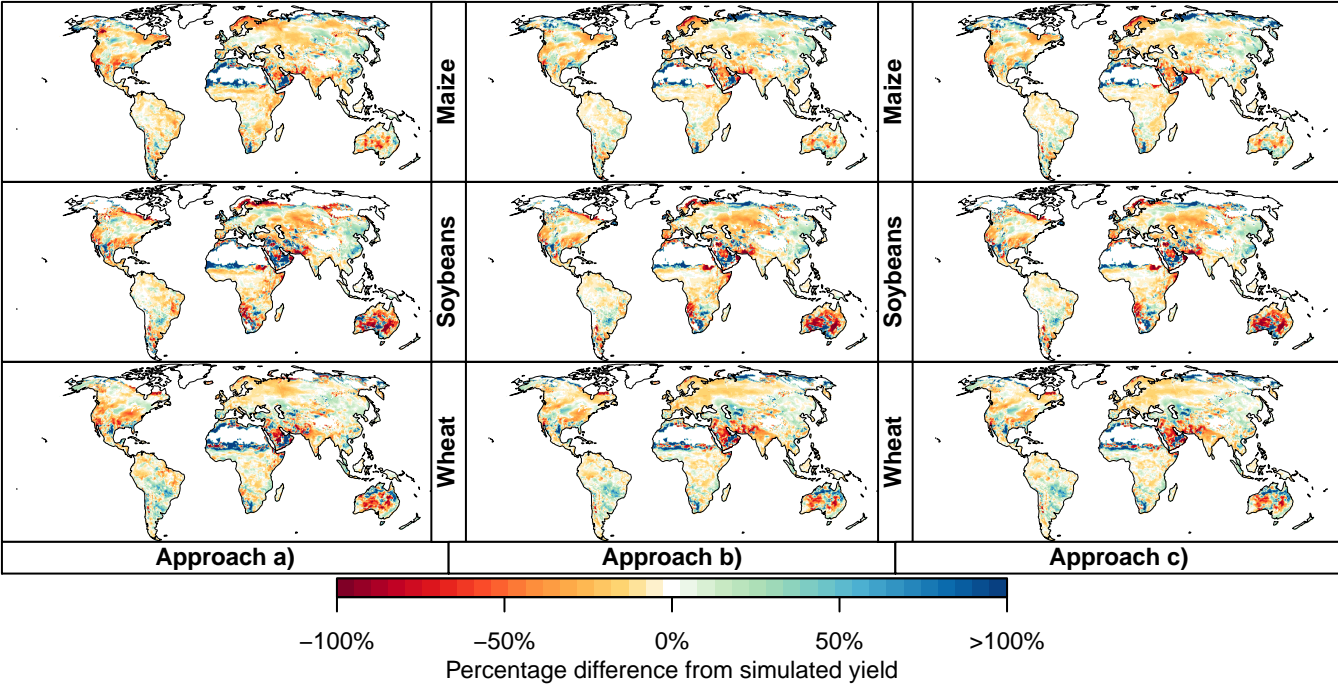 Maize
Maize
Soybeans
Soybeans
Wheat
Wheat
Approach a)
Approach b)
Approach c)
−100%
−50%
0%
50%
>100%
Percentage difference from simulated yield